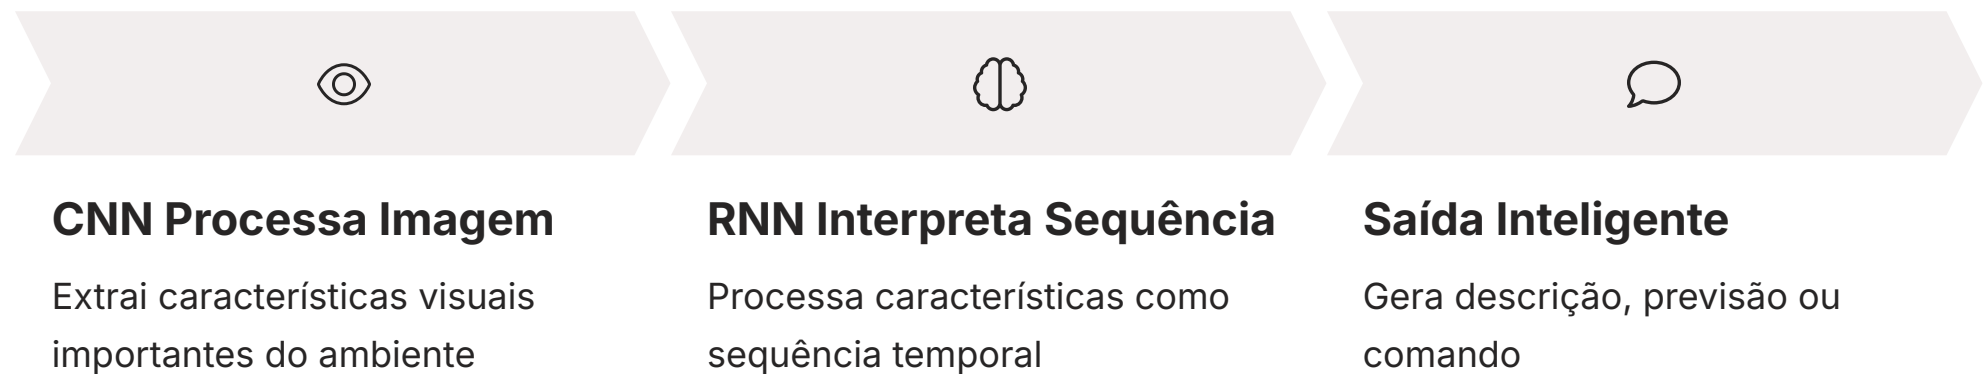 CNN Processa Imagem
Extrai características visuais
importantes do ambiente
RNN Interpreta Sequência
Processa características como
sequência temporal
Saída Inteligente
Gera descrição, previsão ou
comando